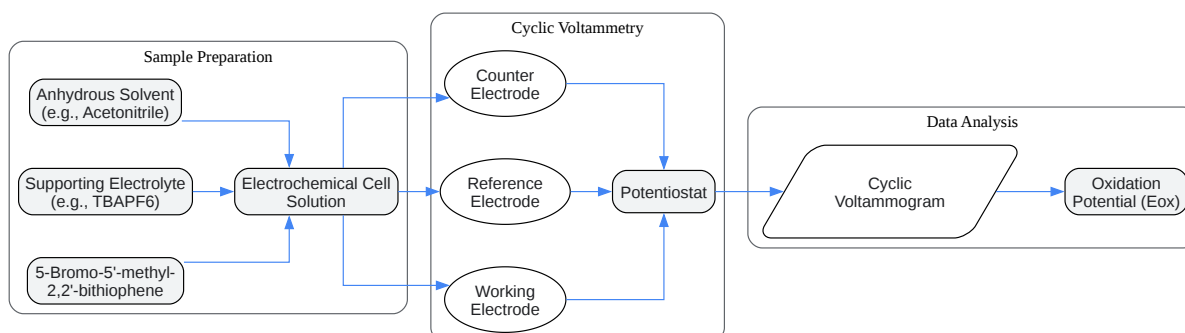 Sample Preparation
Anhydrous Solvent
(e.g., Acetonitrile)
Supporting Electrolyte
(e.g., TBAPF6)
5-Bromo-5'-methyl-
2,2'-bithiophene
Electrochemical Cell
Solution
Cyclic Voltammetry
Counter
Electrode
Reference
Electrode
Working
Electrode
Potentiostat
Data Analysis
Cyclic
Voltammogram
Oxidation
Potential (Eox)